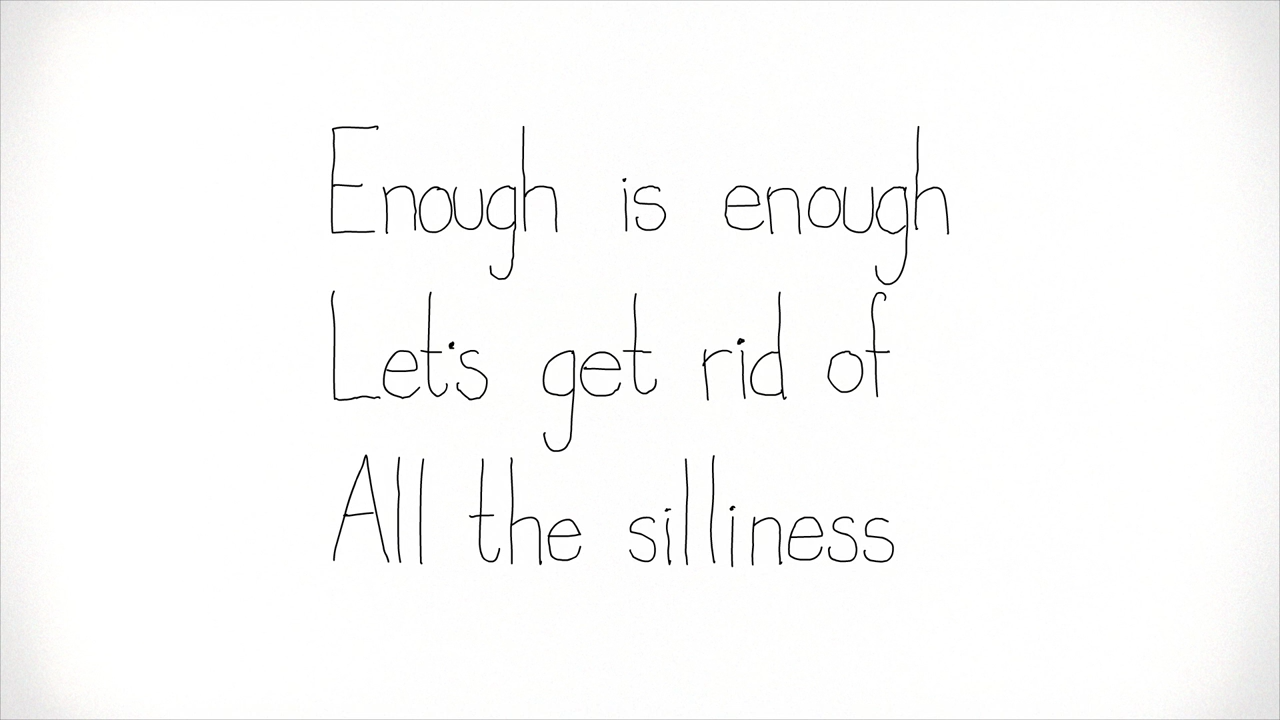 Enough is enough
Let's get rid of
All the silliness